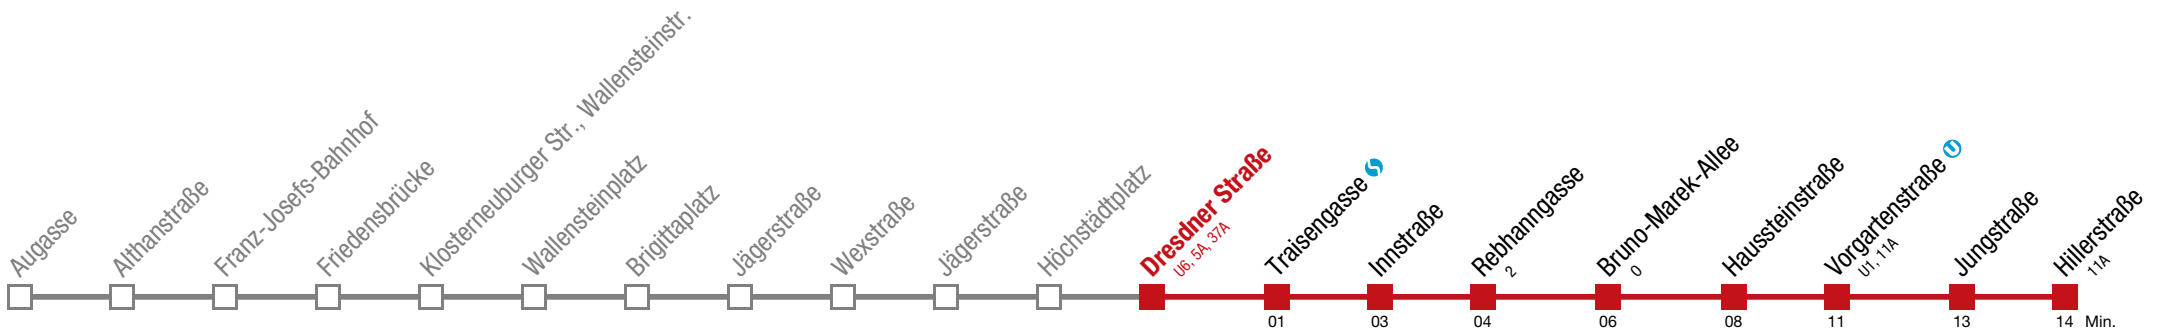 Augasse
Althanstraße
Franz-Josefs-Bahnhof
Friedensbrücke
Klosterneuburger Str., Wallensteinstr.
Wallensteinplatz
Brigittaplatz
Jägerstraße
Wexstraße
Jägerstraße
Höchstädtplatz
Dresdner Straße
U6, 5A, 37A
Traisengasse S
Innstraße
Rebhanngasse
2
Bruno-Marek-Allee
0
Haussteinstraße
Vorgartenstraße U
U1, 11A
Jungstraße
Hillerstraße
11A
01 03 04 06 08 11 13 14 Min.